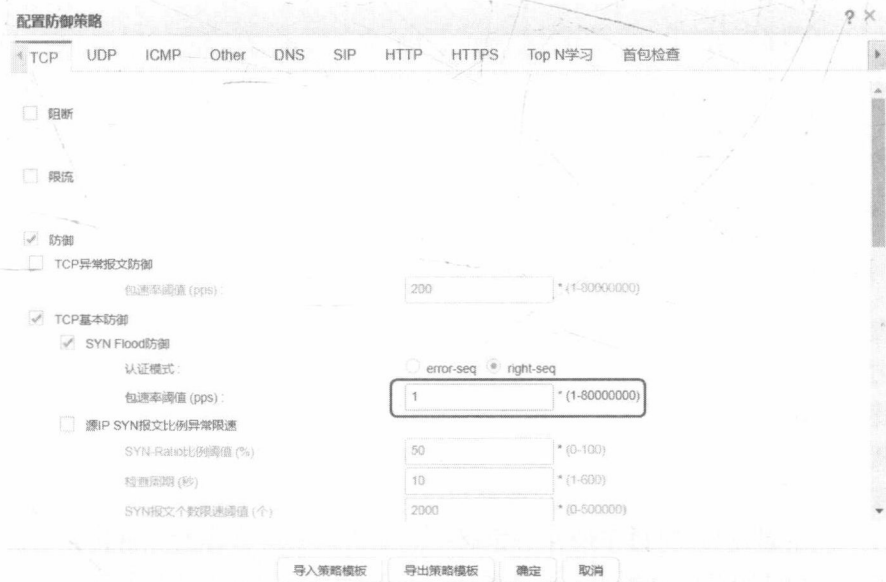 配置防御策略 ? ×
TCP UDP ICMP Other DNS SIP HTTP HTTPS Top N学习 首包检查
阻断
限流
防御
TCP异常报文防御
包速率阈值 (pps) : 200 * (1-80000000)
TCP基本防御
SYN Flood防御
认证模式 : error-seq right-seq
包速率阈值 (pps) : 1 * (1-80000000)
源IP SYN报文比例异常限速
SYN-Ratio比例阈值 (%) 50 * (0-100)
检查周期 (秒) 10 * (1-600)
SYN报文个数限速阈值 (个) 2000 * (0-500000)
导入策略模板 导出策略模板 确定 取消